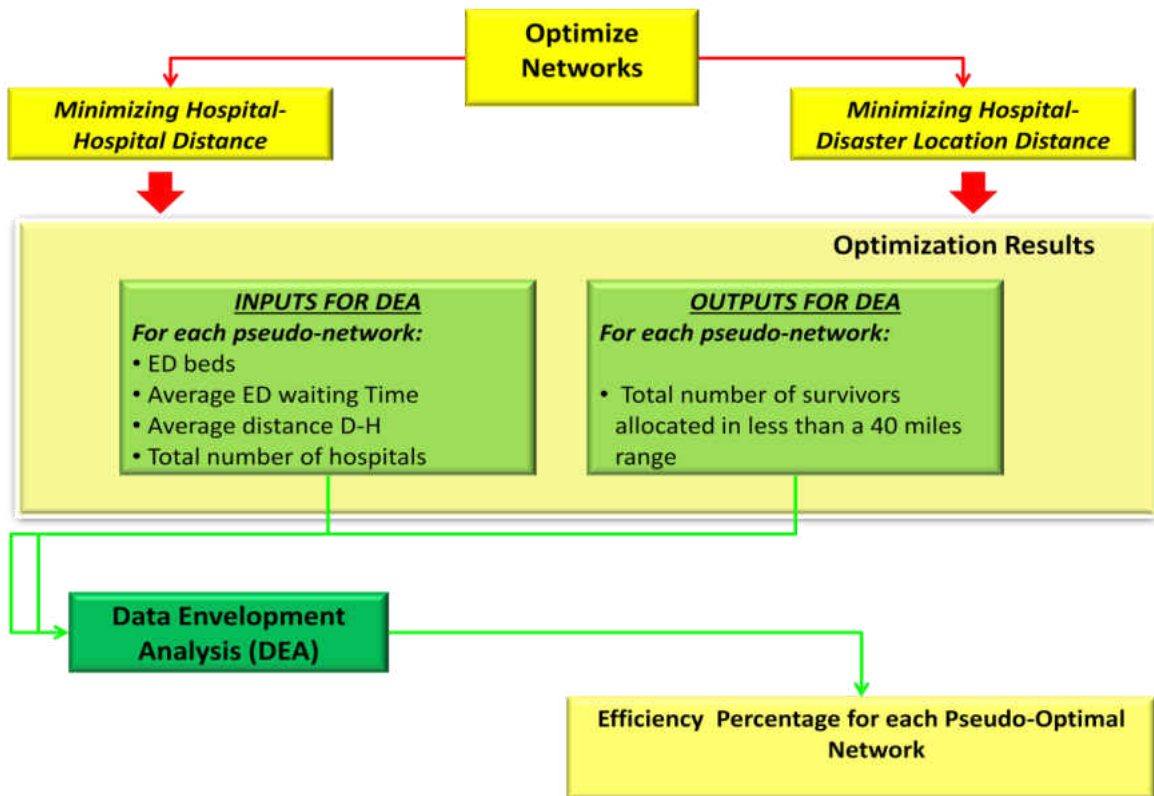 Optimize
Networks
Minimizing Hospital-
Hospital Distance
Minimizing Hospital-
Disaster Location Distance
Optimization Results
INPUTS FOR DEA
For each pseudo-network:
• ED beds
• Average ED waiting Time
• Average distance D-H
• Total number of hospitals
OUTPUTS FOR DEA
For each pseudo-network:
• Total number of survivors
allocated in less than a 40 miles
range
Data Envelopment
Analysis (DEA)
Efficiency Percentage for each Pseudo-Optimal
Network